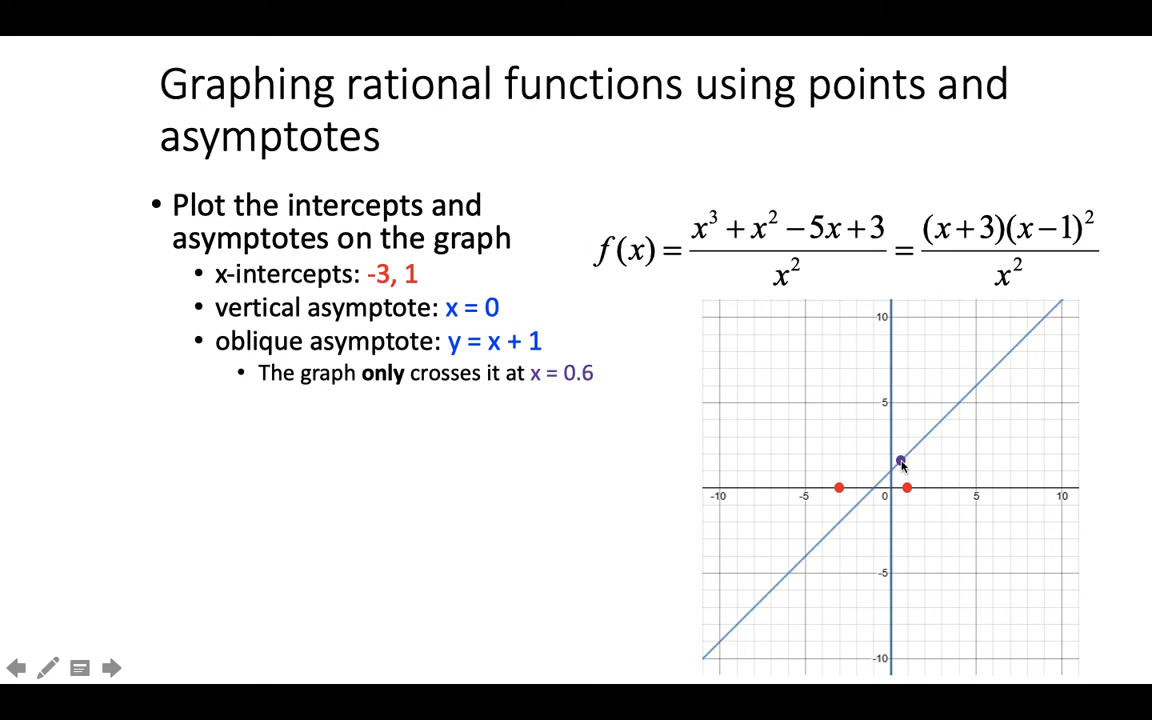 Graphing rational functions using points and
asymptotes
• Plot the intercepts and
asymptotes on the graph
• x-intercepts: -3, 1
• vertical asymptote: x = 0
• oblique asymptote: y = x + 1
• The graph only crosses it at x = 0.6
f(x) = (x³ + x² − 5x + 3) / x² = ((x+3)(x−1)²) / x²
10
5
-10 -5 0 5 10
-5
-10